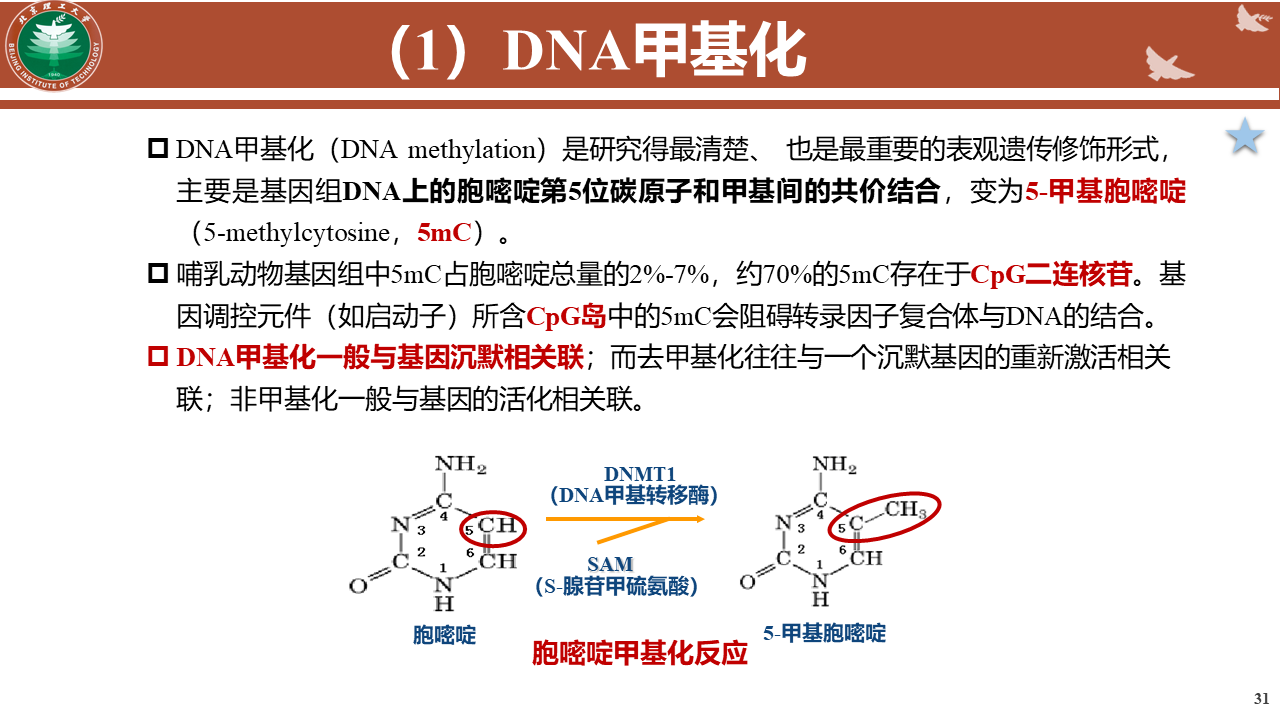 北京理工大学
BEIJING INSTITUTE OF TECHNOLOGY
1940
（1）DNA甲基化
DNA甲基化（DNA methylation）是研究得最清楚、 也是最重要的表观遗传修饰形式，
主要是基因组DNA上的胞嘧啶第5位碳原子和甲基间的共价结合，变为5-甲基胞嘧啶
（5-methylcytosine，5mC）。
哺乳动物基因组中5mC占胞嘧啶总量的2%-7%，约70%的5mC存在于CpG二连核苷。基
因调控元件（如启动子）所含CpG岛中的5mC会阻碍转录因子复合体与DNA的结合。
DNA甲基化一般与基因沉默相关联；而去甲基化往往与一个沉默基因的重新激活相关
联；非甲基化一般与基因的活化相关联。
NH2
C
4
N
3
5
CH
2
6
C
CH
1
O
N
H
胞嘧啶
DNMT1
（DNA甲基转移酶）
SAM
（S-腺苷甲硫氨酸）
NH2
C
4
CH3
N
3
5
C
2
6
C
CH
1
O
N
H
5-甲基胞嘧啶
胞嘧啶甲基化反应
31